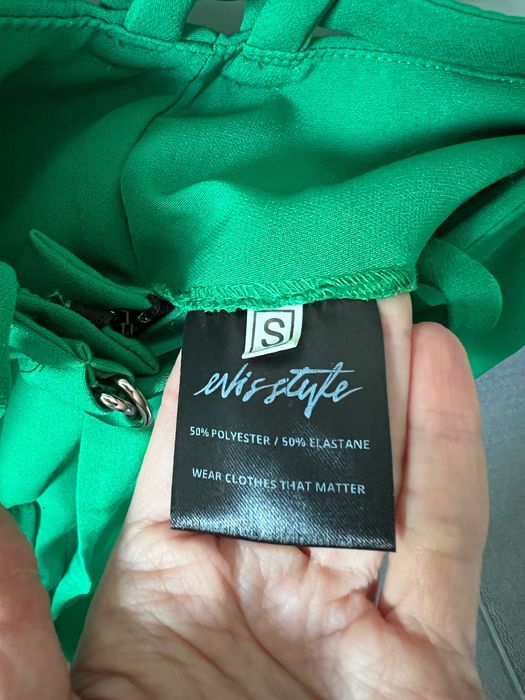 S
evisstyle
50% POLYESTER / 50% ELASTANE
WEAR CLOTHES THAT MATTER